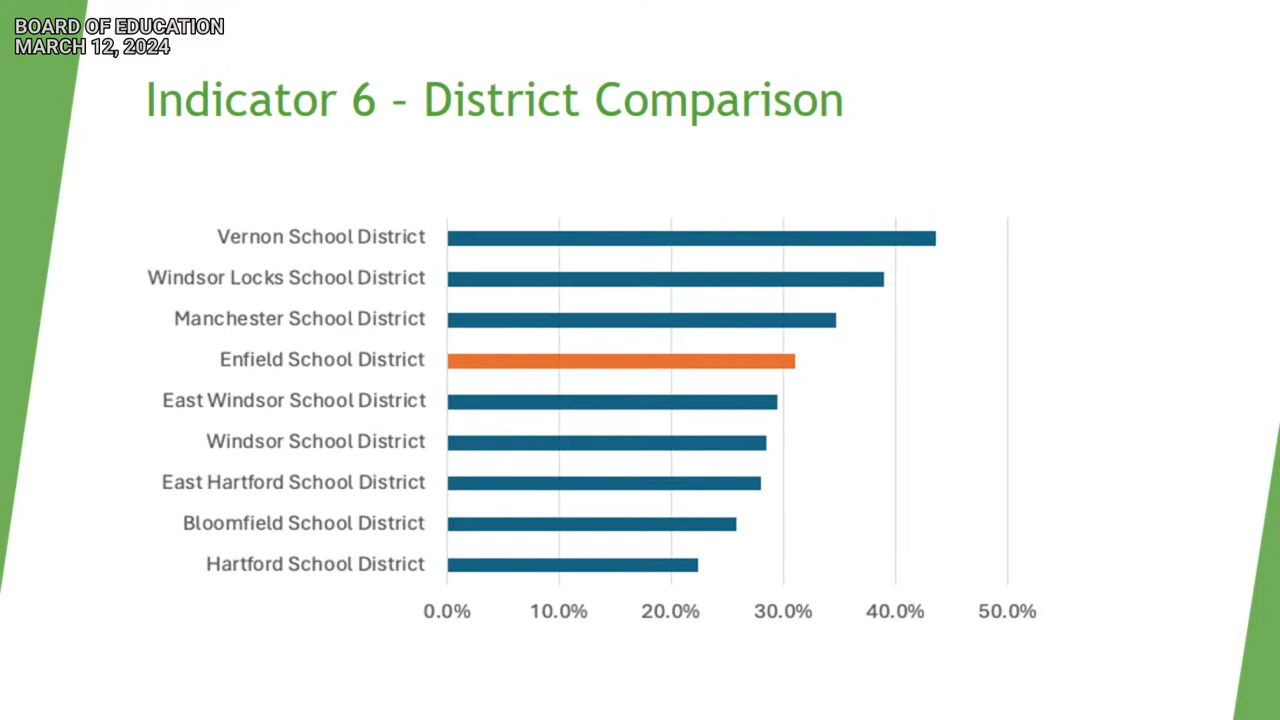 BOARD OF EDUCATION
MARCH 12, 2024
Indicator 6 – District Comparison
Vernon School District
Windsor Locks School District
Manchester School District
Enfield School District
East Windsor School District
Windsor School District
East Hartford School District
Bloomfield School District
Hartford School District
0.0% 10.0% 20.0% 30.0% 40.0% 50.0%